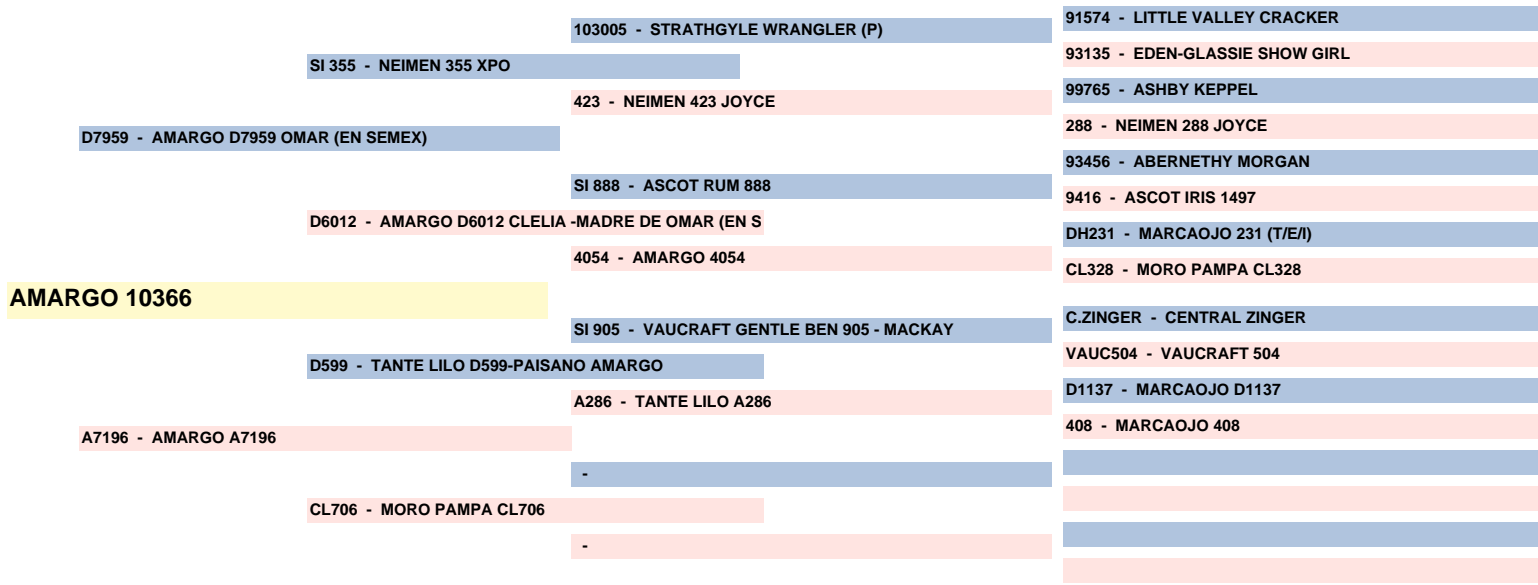 91574 - LITTLE VALLEY CRACKER
103005 - STRATHGYLE WRANGLER (P)
93135 - EDEN-GLASSIE SHOW GIRL
SI 355 - NEIMEN 355 XPO
99765 - ASHBY KEPPEL
423 - NEIMEN 423 JOYCE
288 - NEIMEN 288 JOYCE
D7959 - AMARGO D7959 OMAR (EN SEMEX)
93456 - ABERNETHY MORGAN
SI 888 - ASCOT RUM 888
9416 - ASCOT IRIS 1497
D6012 - AMARGO D6012 CLELIA -MADRE DE OMAR (EN S
DH231 - MARCAOJO 231 (T/E/I)
4054 - AMARGO 4054
CL328 - MORO PAMPA CL328
AMARGO 10366
C.ZINGER - CENTRAL ZINGER
SI 905 - VAUCRAFT GENTLE BEN 905 - MACKAY
VAUC504 - VAUCRAFT 504
D599 - TANTE LILO D599-PAISANO AMARGO
D1137 - MARCAOJO D1137
A286 - TANTE LILO A286
408 - MARCAOJO 408
A7196 - AMARGO A7196
-
CL706 - MORO PAMPA CL706
-